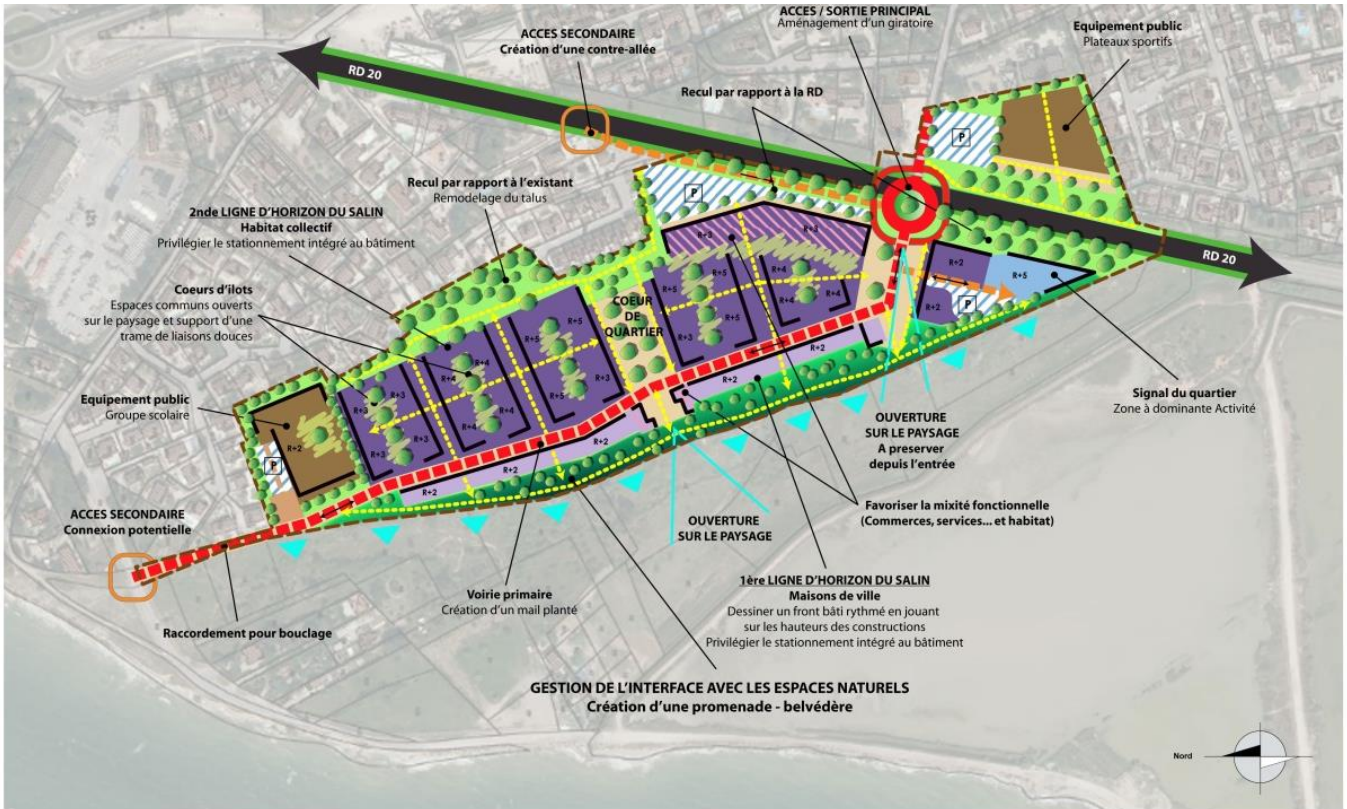 ACCES / SORTIE PRINCIPAL
Aménagement d'un giratoire
Equipement public
Plateaux sportifs
ACCES SECONDAIRE
Création d'une contre-allée
RD 20
Recul par rapport à la RD
P
Recul par rapport à l'existant
Remodelage du talus
P
2nde LIGNE D'HORIZON DU SALIN
Habitat collectif
Privilégier le stationnement intégré au bâtiment
R+3
R+3
R+2
R+5
RD 20
Coeurs d'ilots
Espaces communs ouverts
sur le paysage et support d'une
trame de liaisons douces
R+5
R+5
R+4
R+4
COEUR
DE
QUARTIER
R+5
R+5
R+4
R+4
P
R+2
R+5
R+5
R+3
R+5
R+4
R+4
R+5
R+3
R+3
R+3
R+4
R+4
R+2
R+2
Equipement public
Groupe scolaire
R+2
R+3
R+3
P
R+2
R+2
Signal du quartier
Zone à dominante Activité
OUVERTURE
SUR LE PAYSAGE
A preserver
depuis l'entrée
ACCES SECONDAIRE
Connexion potentielle
OUVERTURE
SUR LE PAYSAGE
Favoriser la mixité fonctionnelle
(Commerces, services... et habitat)
Voirie primaire
Création d'un mail planté
1ère LIGNE D'HORIZON DU SALIN
Maisons de ville
Dessiner un front bâti rythmé en jouant
sur les hauteurs des constructions
Privilégier le stationnement intégré au bâtiment
Raccordement pour bouclage
GESTION DE L'INTERFACE AVEC LES ESPACES NATURELS
Création d'une promenade - belvédère
Nord